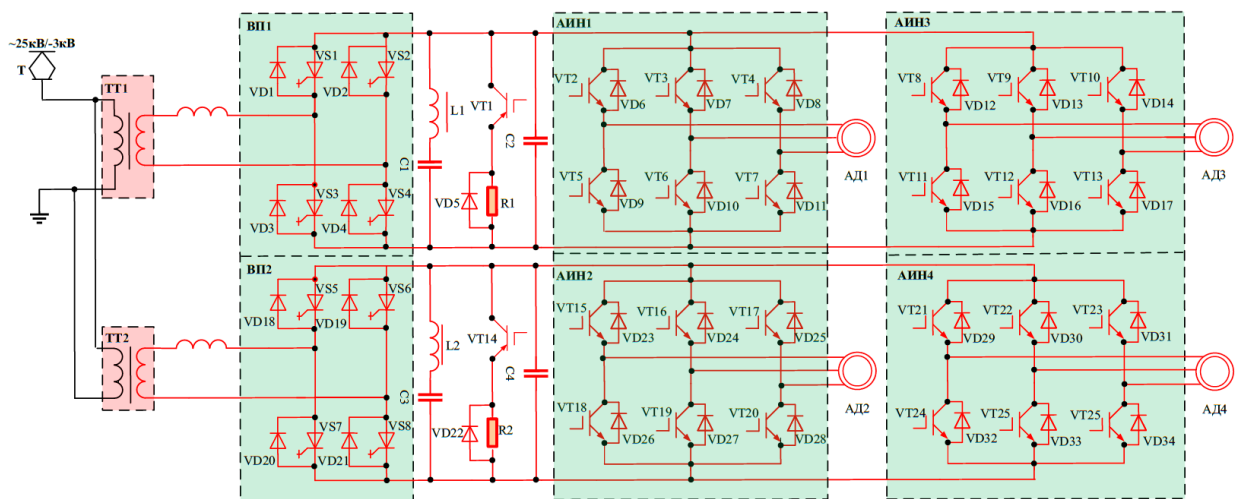 ~25кВ/-3кВ
Т
ТТ1
ВП1
VS1
VS2
VD1
VD2
VS3
VS4
VD3
VD4
L1
C1
VT1
C2
VD5
R1
АИН1
VT2
VT3
VT4
VD6
VD7
VD8
VT5
VT6
VT7
VD9
VD10
VD11
АД1
АИН3
VT8
VT9
VT10
VD12
VD13
VD14
VT11
VT12
VT13
VD15
VD16
VD17
АД3
ТТ2
ВП2
VS5
VS6
VD18
VD19
VS7
VS8
VD20
VD21
L2
C3
VT14
C4
VD22
R2
АИН2
VT15
VT16
VT17
VD23
VD24
VD25
VT18
VT19
VT20
VD26
VD27
VD28
АД2
АИН4
VT21
VT22
VT23
VD29
VD30
VD31
VT24
VT25
VT25
VD32
VD33
VD34
АД4